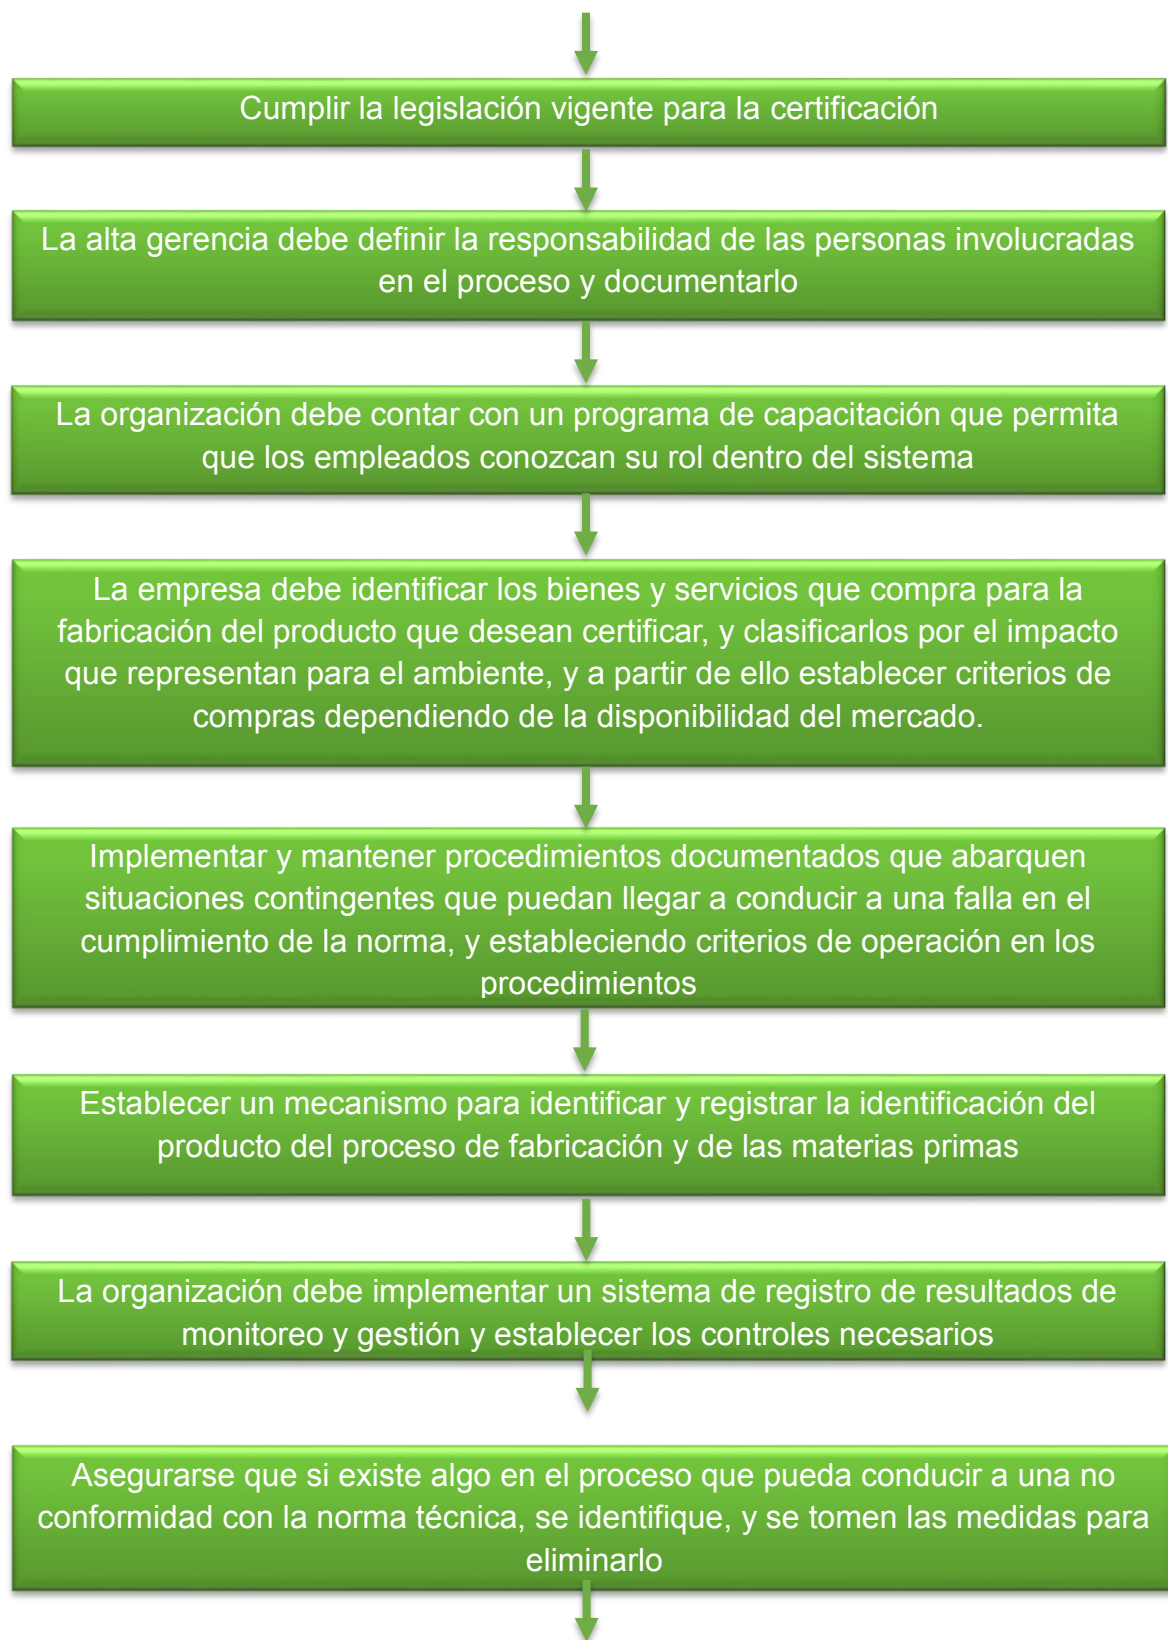 Cumplir la legislación vigente para la certificación
La alta gerencia debe definir la responsabilidad de las personas involucradas
en el proceso y documentarlo
La organización debe contar con un programa de capacitación que permita
que los empleados conozcan su rol dentro del sistema
La empresa debe identificar los bienes y servicios que compra para la
fabricación del producto que desean certificar, y clasificarlos por el impacto
que representan para el ambiente, y a partir de ello establecer criterios de
compras dependiendo de la disponibilidad del mercado.
Implementar y mantener procedimientos documentados que abarquen
situaciones contingentes que puedan llegar a conducir a una falla en el
cumplimiento de la norma, y estableciendo criterios de operación en los
procedimientos
Establecer un mecanismo para identificar y registrar la identificación del
producto del proceso de fabricación y de las materias primas
La organización debe implementar un sistema de registro de resultados de
monitoreo y gestión y establecer los controles necesarios
Asegurarse que si existe algo en el proceso que pueda conducir a una no
conformidad con la norma técnica, se identifique, y se tomen las medidas para
eliminarlo